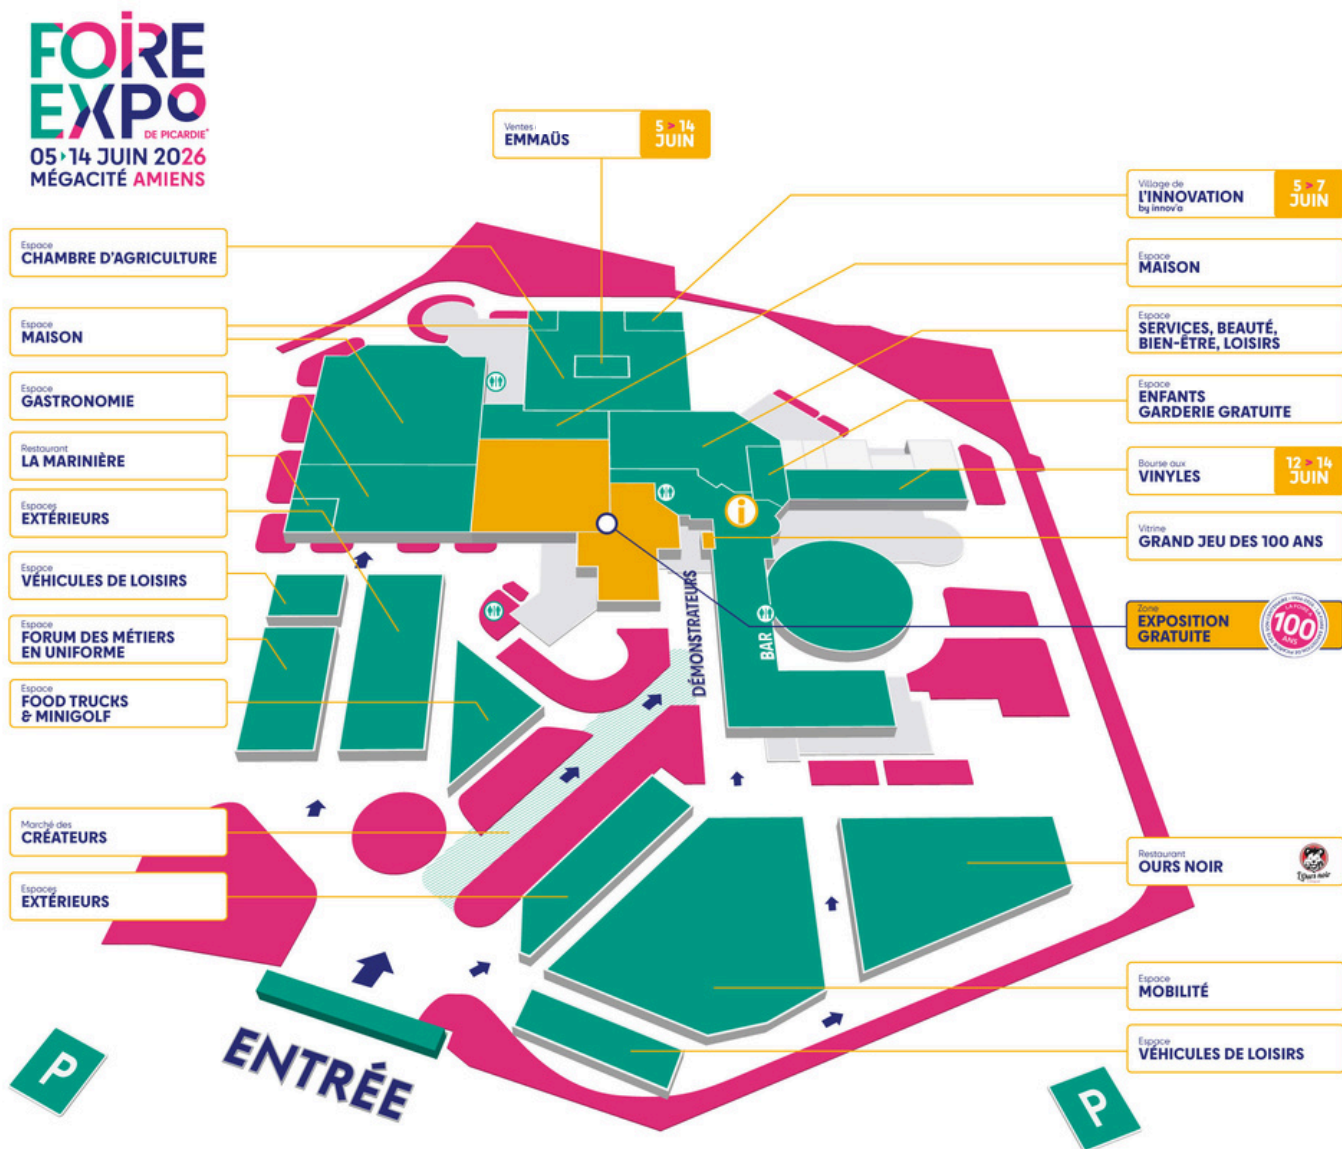 FOIRE
EXPO
DE PICARDIE*
05 14 JUIN 2026
MÉGACITÉ AMIENS
Ventes
EMMAÜS
5 > 14
JUIN
Village de
L'INNOVATION
by innov'a
5 > 7
JUIN
Espace
CHAMBRE D'AGRICULTURE
Espace
MAISON
Espace
GASTRONOMIE
Restaurant
LA MARINIÈRE
Espaces
EXTÉRIEURS
Espace
VÉHICULES DE LOISIRS
Espace
FORUM DES MÉTIERS
EN UNIFORME
Espace
FOOD TRUCKS
& MINIGOLF
Marché des
CRÉATEURS
Espaces
EXTÉRIEURS
Espace
MAISON
Espace
SERVICES, BEAUTÉ,
BIEN-ÊTRE, LOISIRS
Espace
ENFANTS
GARDERIE GRATUITE
Bourse aux
VINYLES
12 > 14
JUIN
Vitrine
GRAND JEU DES 100 ANS
Zone
EXPOSITION
GRATUITE
LA FOIRE A
100
ANS
Restaurant
OURS NOIR
L'Ours noir
Espace
MOBILITÉ
Espace
VÉHICULES DE LOISIRS
i
DÉMONSTRATEURS
BAR
ENTRÉE
P
P